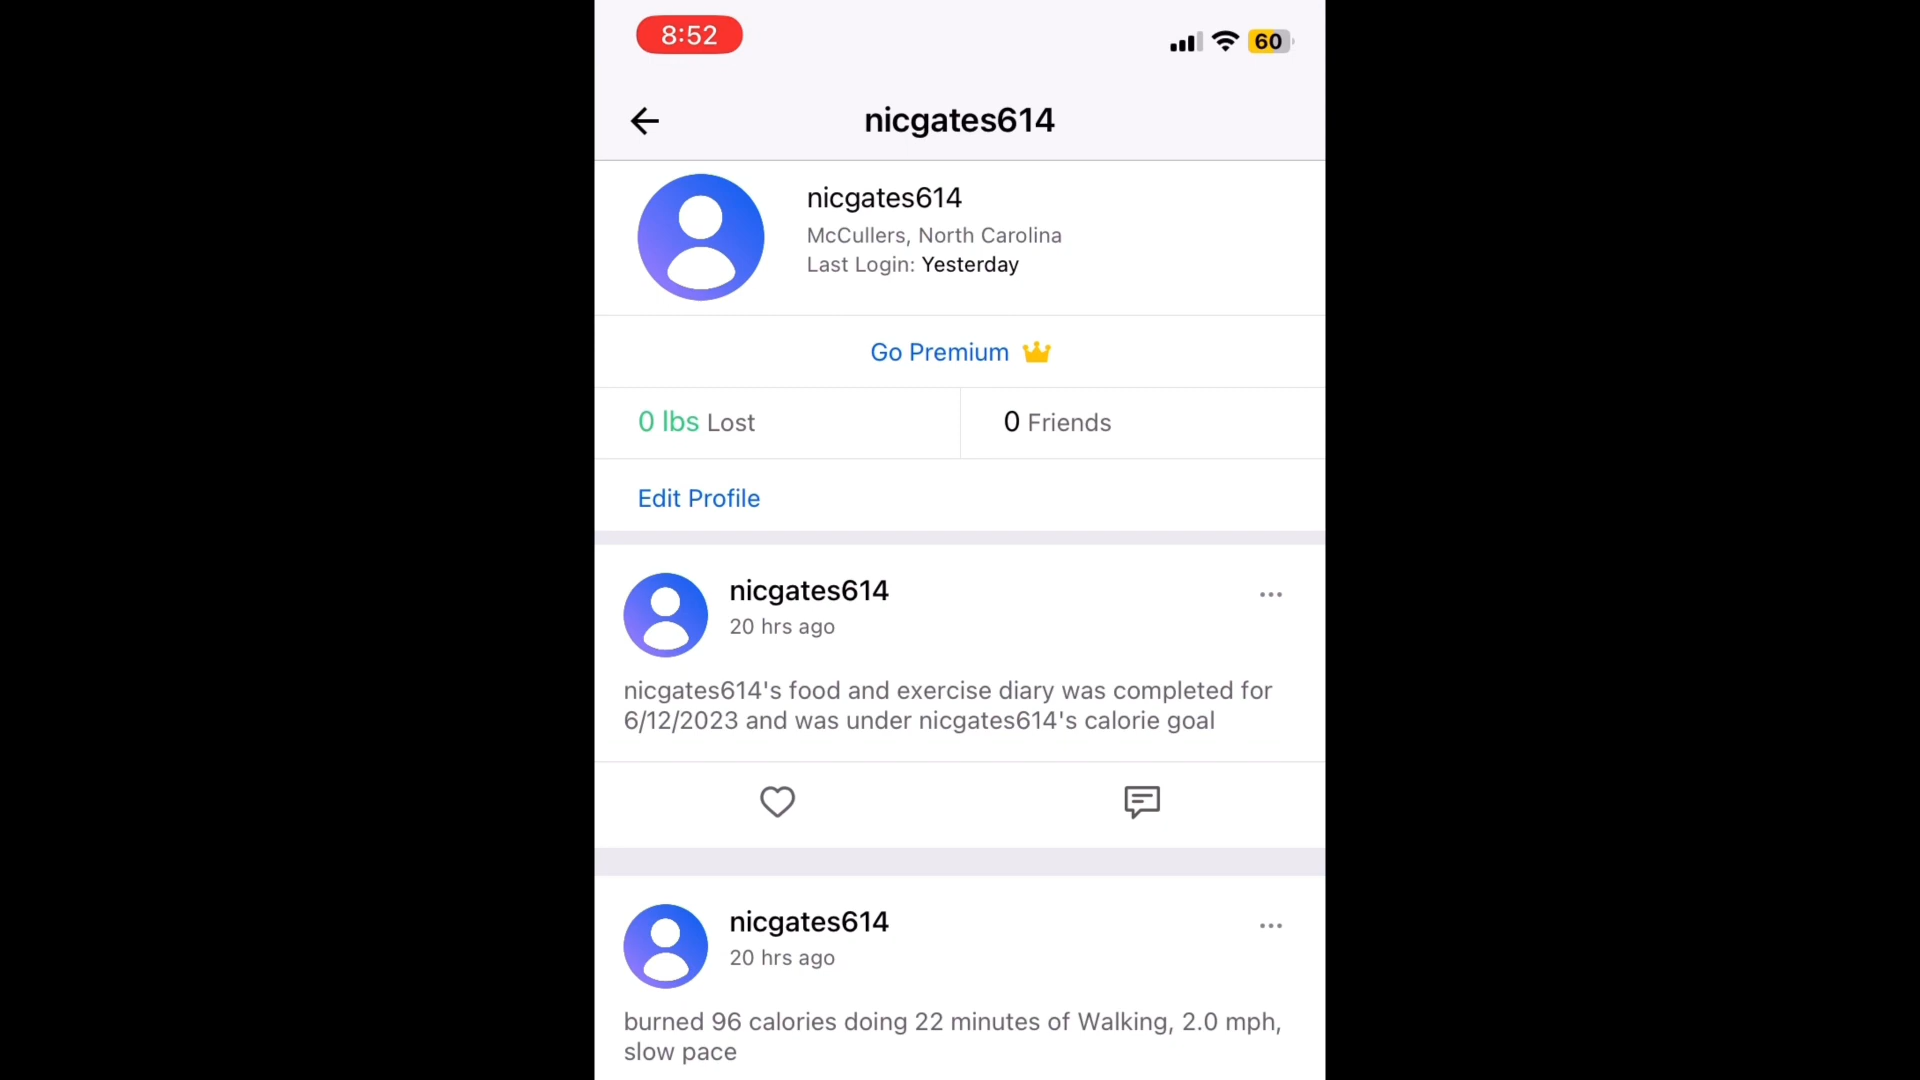 8:52
60
nicgates614
nicgates614
McCullers, North Carolina
Last Login: Yesterday
Go Premium
0 lbs Lost
0 Friends
Edit Profile
nicgates614
20 hrs ago
nicgates614's food and exercise diary was completed for
6/12/2023 and was under nicgates614's calorie goal
nicgates614
20 hrs ago
burned 96 calories doing 22 minutes of Walking, 2.0 mph,
slow pace